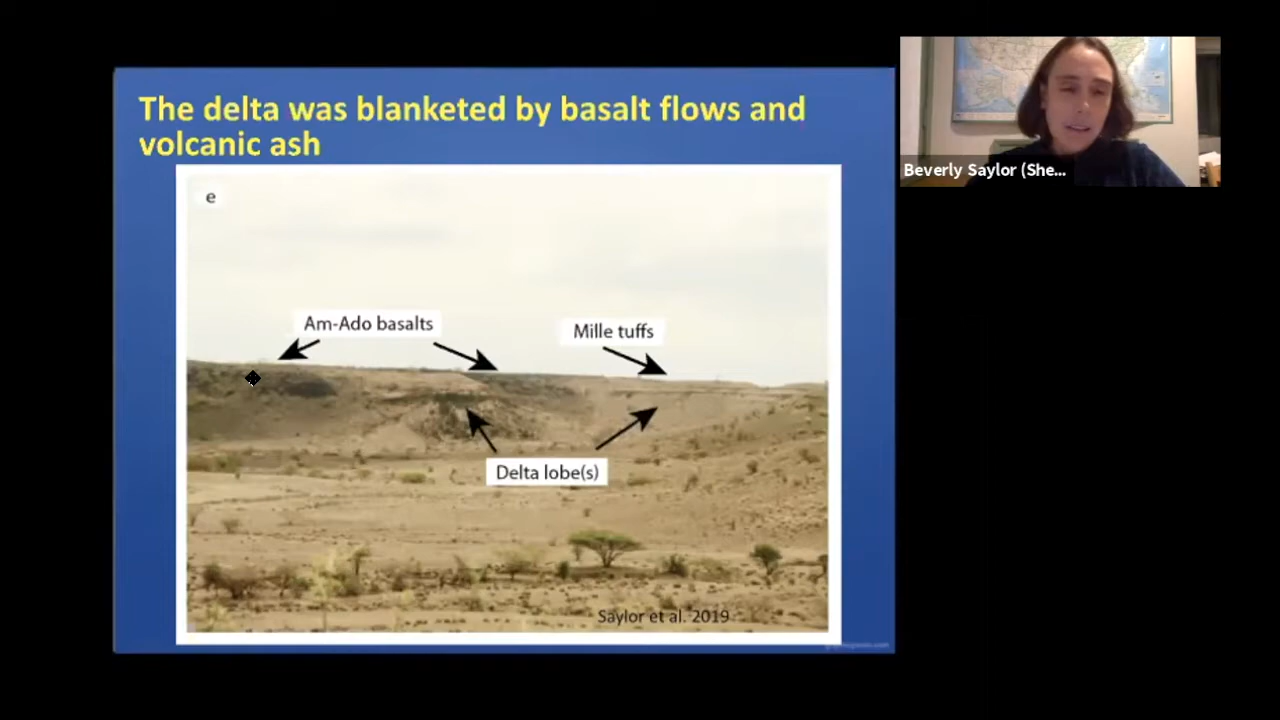 The delta was blanketed by basalt flows and
volcanic ash
e
Am-Ado basalts
Mille tuffs
Delta lobe(s)
Saylor et al. 2019
Beverly Saylor (She...